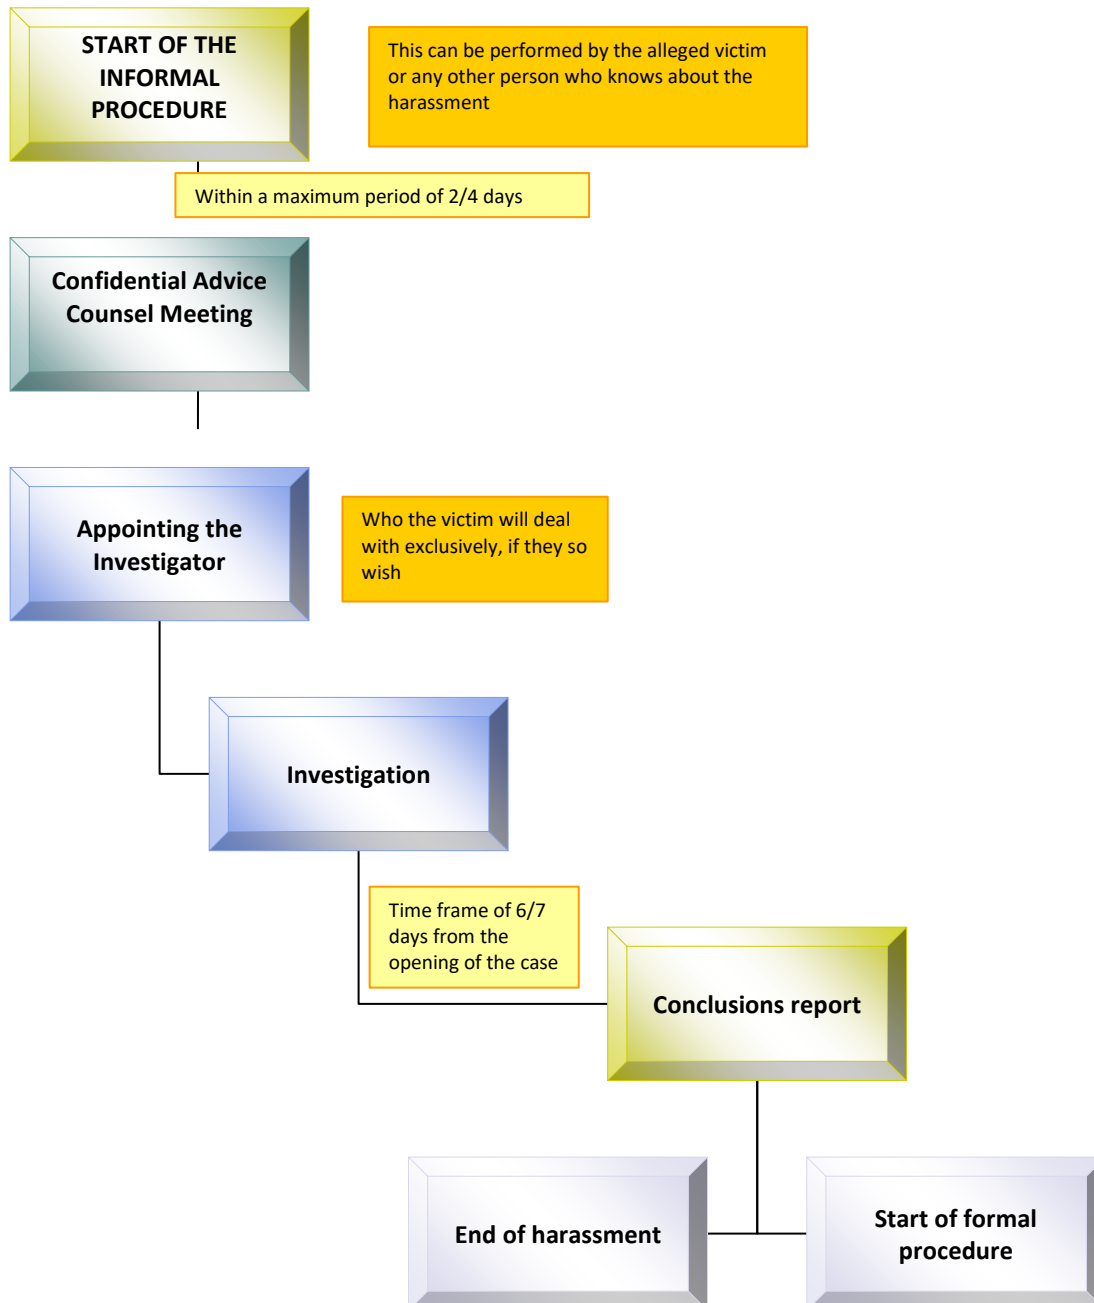 START OF THE
INFORMAL
PROCEDURE
This can be performed by the alleged victim
or any other person who knows about the
harassment
Within a maximum period of 2/4 days
Confidential Advice
Counsel Meeting
Appointing the
Investigator
Who the victim will deal
with exclusively, if they so
wish
Investigation
Time frame of 6/7
days from the
opening of the case
Conclusions report
End of harassment
Start of formal
procedure